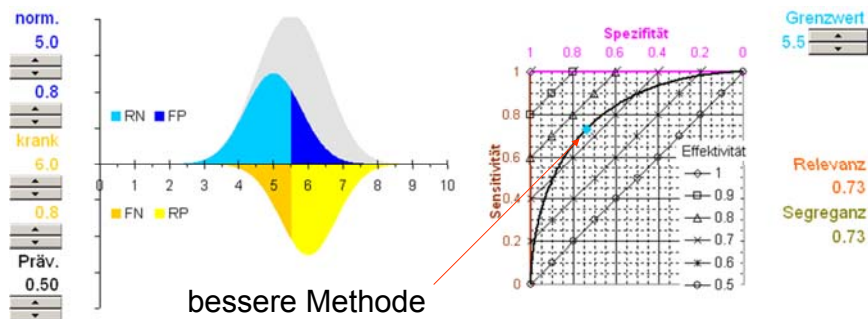 norm.
5.0
0.8
krank
6.0
0.8
Präv.
0.50
RN FP
0 1 2 3 4 5 6 7 8 9 10
FN RP
bessere Methode
Spezifität
1 0.8 0.6 0.4 0.2 0
Sensitivität
1
0.8
0.6
0.4
0.2
0
Effektivität
1
0.9
0.8
0.7
0.6
0.5
Grenzwert
5.5
Relevanz
0.73
Segreganz
0.73